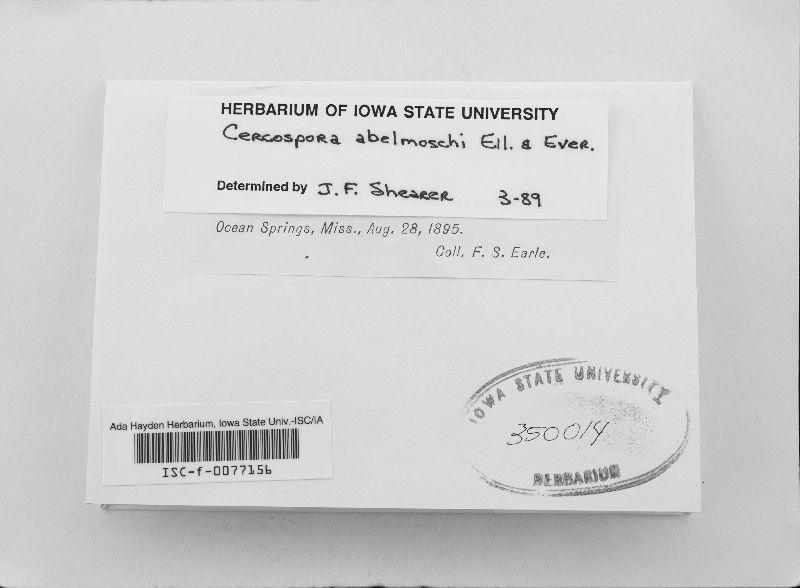 HERBARIUM OF IOWA STATE UNIVERSITY
Cercospora abelmoschi Ell. & Ever.
Determined by J. F. Shearer 3-89
Ocean Springs, Miss., Aug. 28, 1895.
Coll. F. S. Earle.
Ada Hayden Herbarium, Iowa State Univ.-ISC/IA
ISC-f-0077156
IOWA STATE UNIVERSITY
350014
HERBARIUM